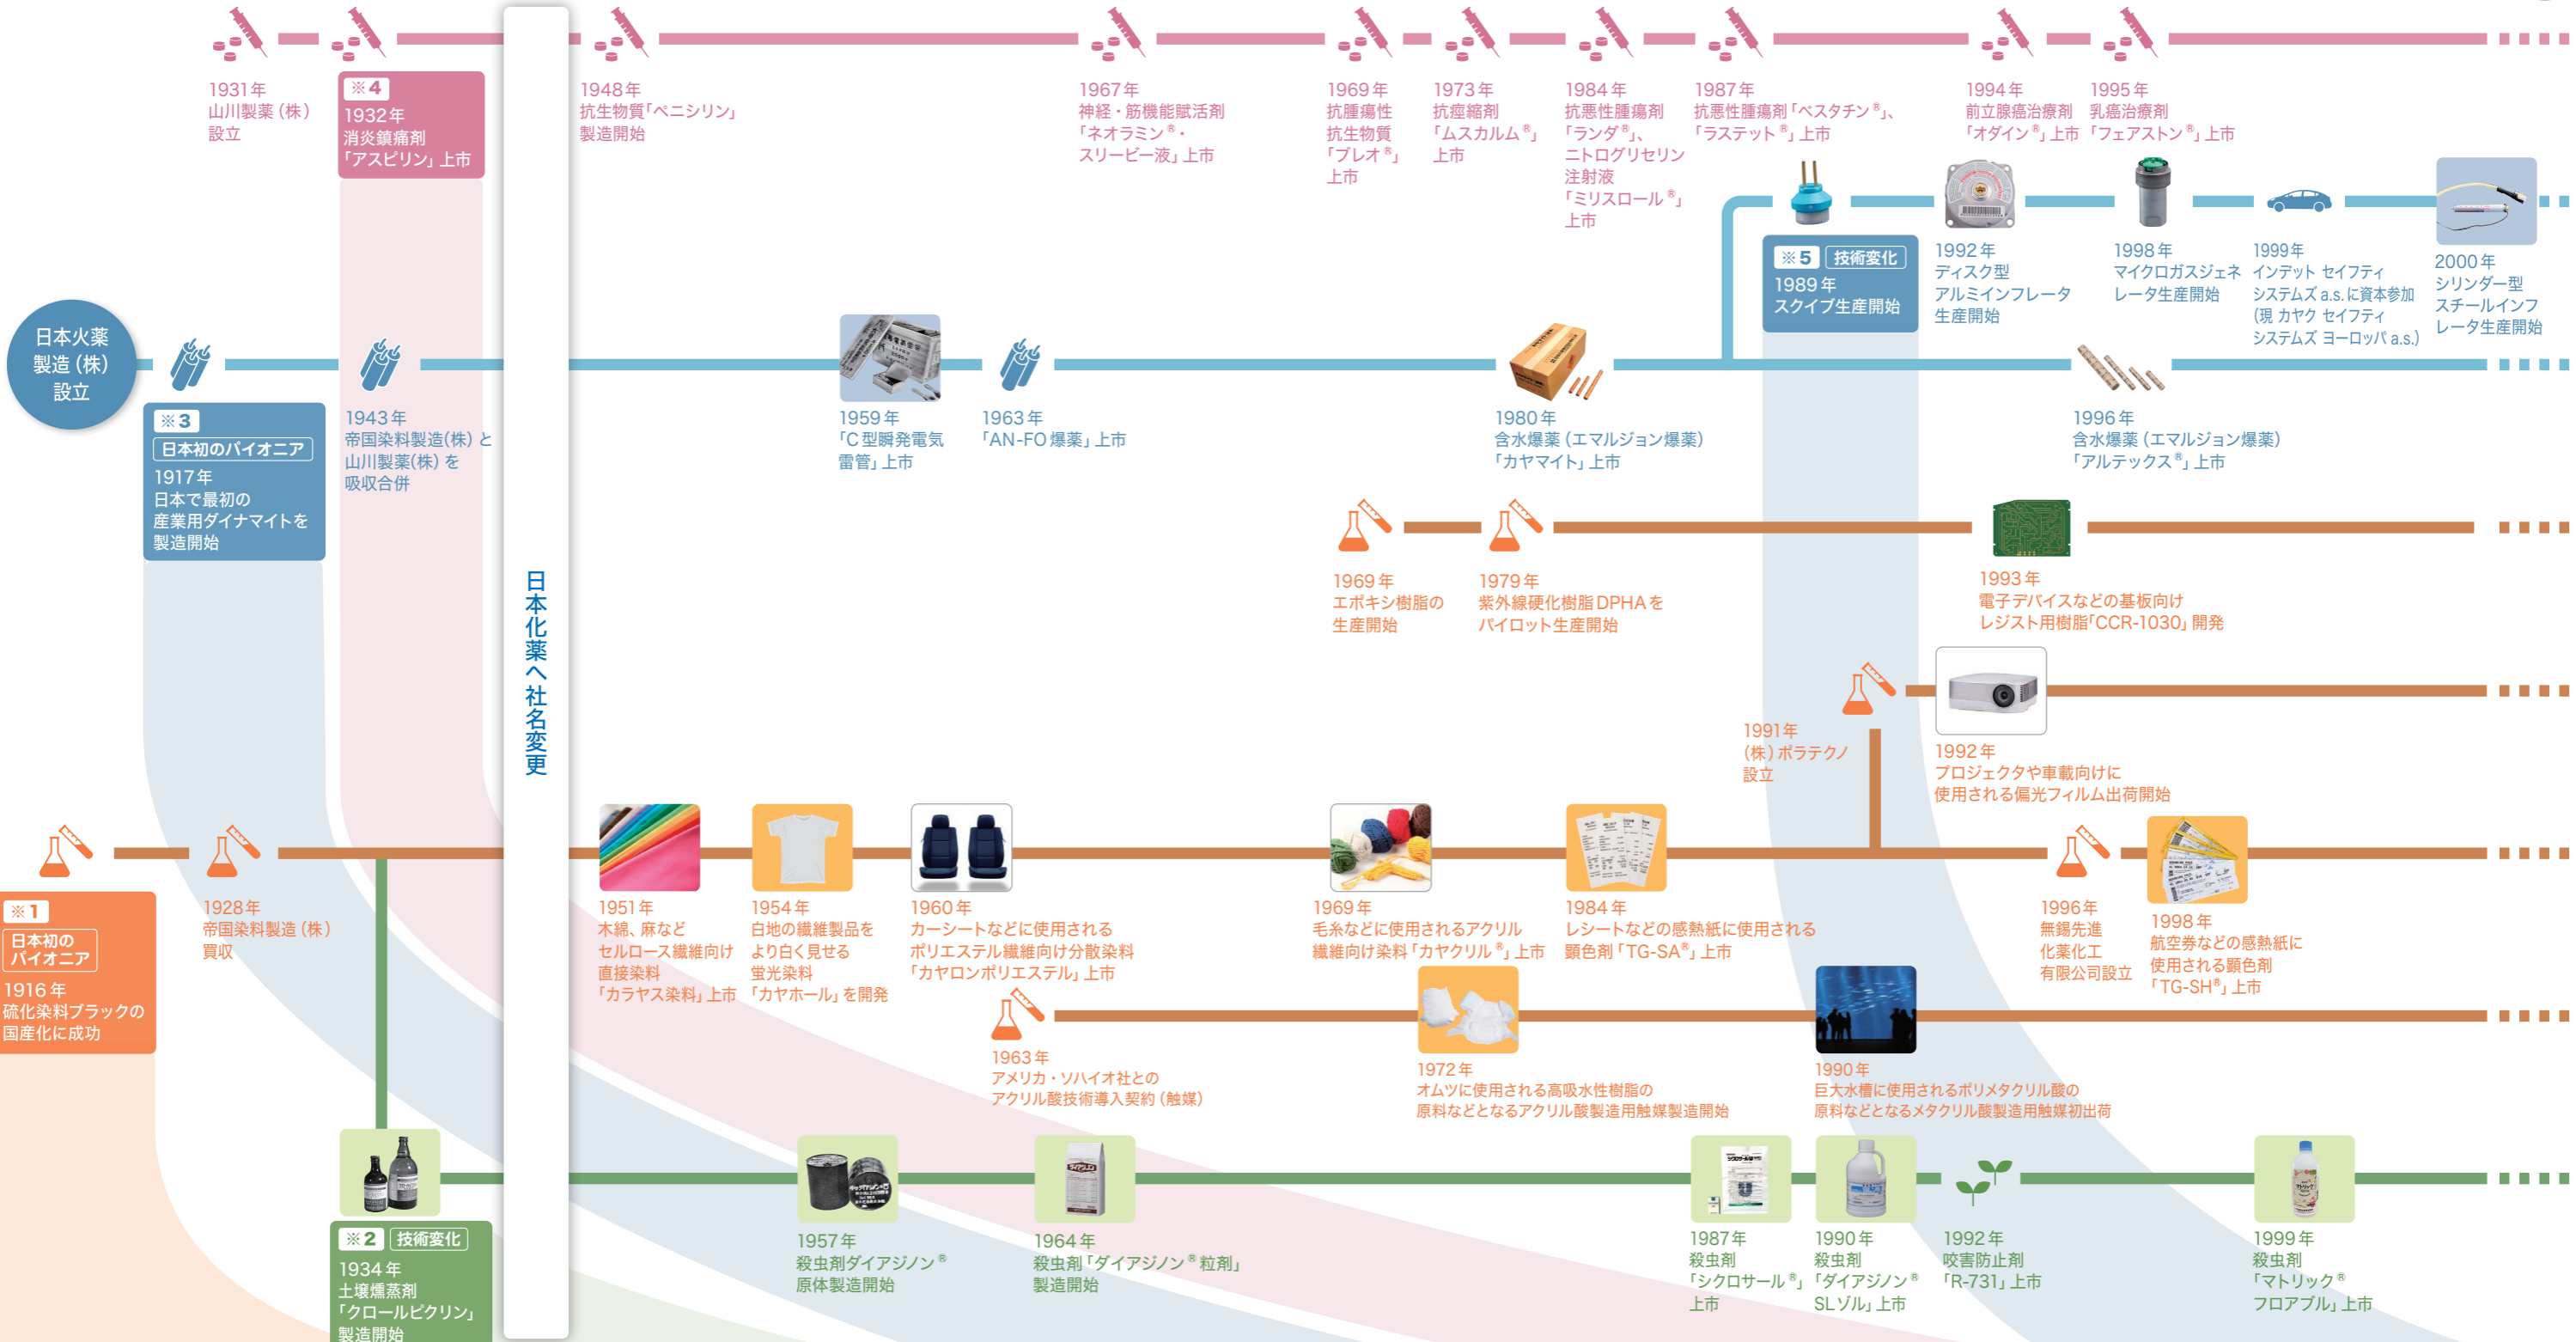 1931年
山川製薬（株）
設立
※4
1932年
消炎鎮痛剤
「アスピリン」上市
1948年
抗生物質「ペニシリン」
製造開始
1967年
神経・筋機能賦活剤
「ネオラミン®・
スリービー液」上市
1969年
抗腫瘍性
抗生物質
「ブレオ®」
上市
1973年
抗痙縮剤
「ムスカルム®」
上市
1984年
抗悪性腫瘍剤
「ランダ®」、
ニトログリセリン
注射液
「ミリスロール®」
上市
1987年
抗悪性腫瘍剤「ベスタチン®」、
「ラステット®」上市
1994年
前立腺癌治療剤
「オダイン®」上市
1995年
乳癌治療剤
「フェアストン®」上市
※5 技術変化
1989年
スクイブ生産開始
1992年
ディスク型
アルミインフレータ
生産開始
1998年
マイクロガスジェネ
レータ生産開始
1999年
インデット セイフティ
システムズ a.s.に資本参加
（現 カヤク セイフティ
システムズ ヨーロッパ a.s.）
2000年
シリンダー型
スチールインフ
レータ生産開始
日本火薬
製造（株）
設立
※3
日本初のパイオニア
1917年
日本で最初の
産業用ダイナマイトを
製造開始
1943年
帝国染料製造(株)と
山川製薬(株)を
吸収合併
1959年
「C型瞬発電気
雷管」上市
1963年
「AN-FO爆薬」上市
1980年
含水爆薬（エマルジョン爆薬）
「カヤマイト」上市
1996年
含水爆薬（エマルジョン爆薬）
「アルテックス®」上市
日本化薬へ社名変更
1969年
エポキシ樹脂の
生産開始
1979年
紫外線硬化樹脂DPHAを
パイロット生産開始
1993年
電子デバイスなどの基板向け
レジスト用樹脂「CCR-1030」開発
1991年
（株）ポラテクノ
設立
1992年
プロジェクタや車載向けに
使用される偏光フィルム出荷開始
※1
日本初の
パイオニア
1916年
硫化染料ブラックの
国産化に成功
1928年
帝国染料製造（株）
買収
1951年
木綿、麻など
セルロース繊維向け
直接染料
「カラヤス染料」上市
1954年
白地の繊維製品を
より白く見せる
蛍光染料
「カヤホール」を開発
1960年
カーシートなどに使用される
ポリエステル繊維向け分散染料
「カヤロンポリエステル」上市
1969年
毛糸などに使用されるアクリル
繊維向け染料「カヤクリル®」上市
1984年
レシートなどの感熱紙に使用される
顕色剤「TG-SA®」上市
1996年
無錫先進
化薬化工
有限公司設立
1998年
航空券などの感熱紙に
使用される顕色剤
「TG-SH®」上市
1963年
アメリカ・ソハイオ社との
アクリル酸技術導入契約（触媒）
1972年
オムツに使用される高吸水性樹脂の
原料などとなるアクリル酸製造用触媒製造開始
1990年
巨大水槽に使用されるポリメタクリル酸の
原料などとなるメタクリル酸製造用触媒初出荷
※2 技術変化
1934年
土壌燻蒸剤
「クロールピクリン」
製造開始
1957年
殺虫剤ダイアジノン®
原体製造開始
1964年
殺虫剤「ダイアジノン®粒剤」
製造開始
1987年
殺虫剤
「シクロサール®」
上市
1990年
殺虫剤
「ダイアジノン®
SLゾル」上市
1992年
咬害防止剤
「R-731」上市
1999年
殺虫剤
「マトリック®
フロアブル」上市